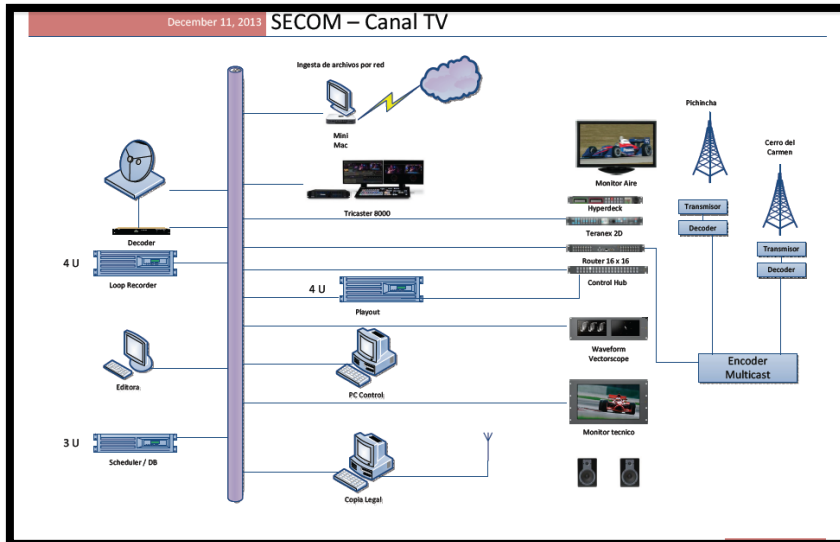 December 11, 2013
SECOM – Canal TV
Ingesta de archivos por red
Mini
Mac
Tricaster 8000
Decoder
4 U
Loop Recorder
4 U
Playout
Editora
PC Control
3 U
Scheduler / DB
Copia Legal
Monitor Aire
Hyperdeck
Teranex 2D
Router 16 x 16
Control Hub
Waveform
Vectorscope
Monitor tecnico
Pichincha
Transmisor
Decoder
Cerro del
Carmen
Transmisor
Decoder
Encoder
Multicast